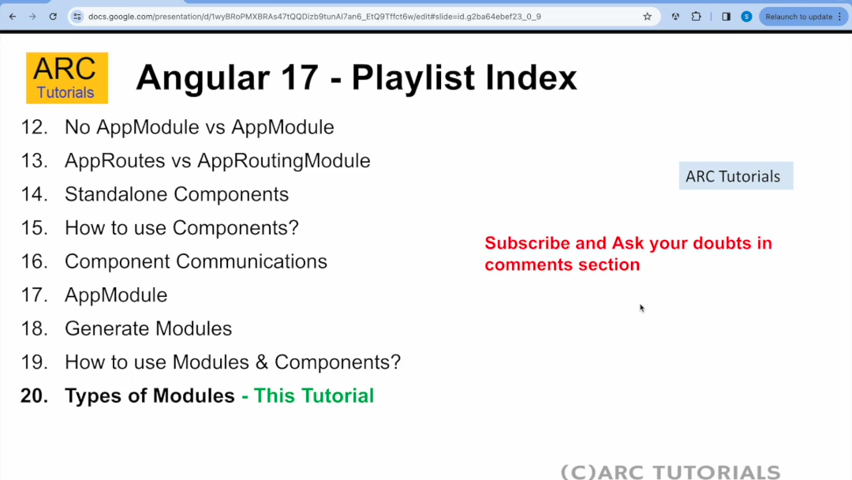 docs.google.com/presentation/d/1wyBRoPMXBRAs47tQQDizb9tunAI7an6_EtQ9Tffct6w/edit#slide=id.g2ba64ebef23_0_9
S
Relaunch to update
ARC
Tutorials
Angular 17 - Playlist Index
12. No AppModule vs AppModule
13. AppRoutes vs AppRoutingModule
14. Standalone Components
15. How to use Components?
16. Component Communications
17. AppModule
18. Generate Modules
19. How to use Modules & Components?
20. Types of Modules - This Tutorial
ARC Tutorials
Subscribe and Ask your doubts in
comments section
(C)ARC TUTORIALS